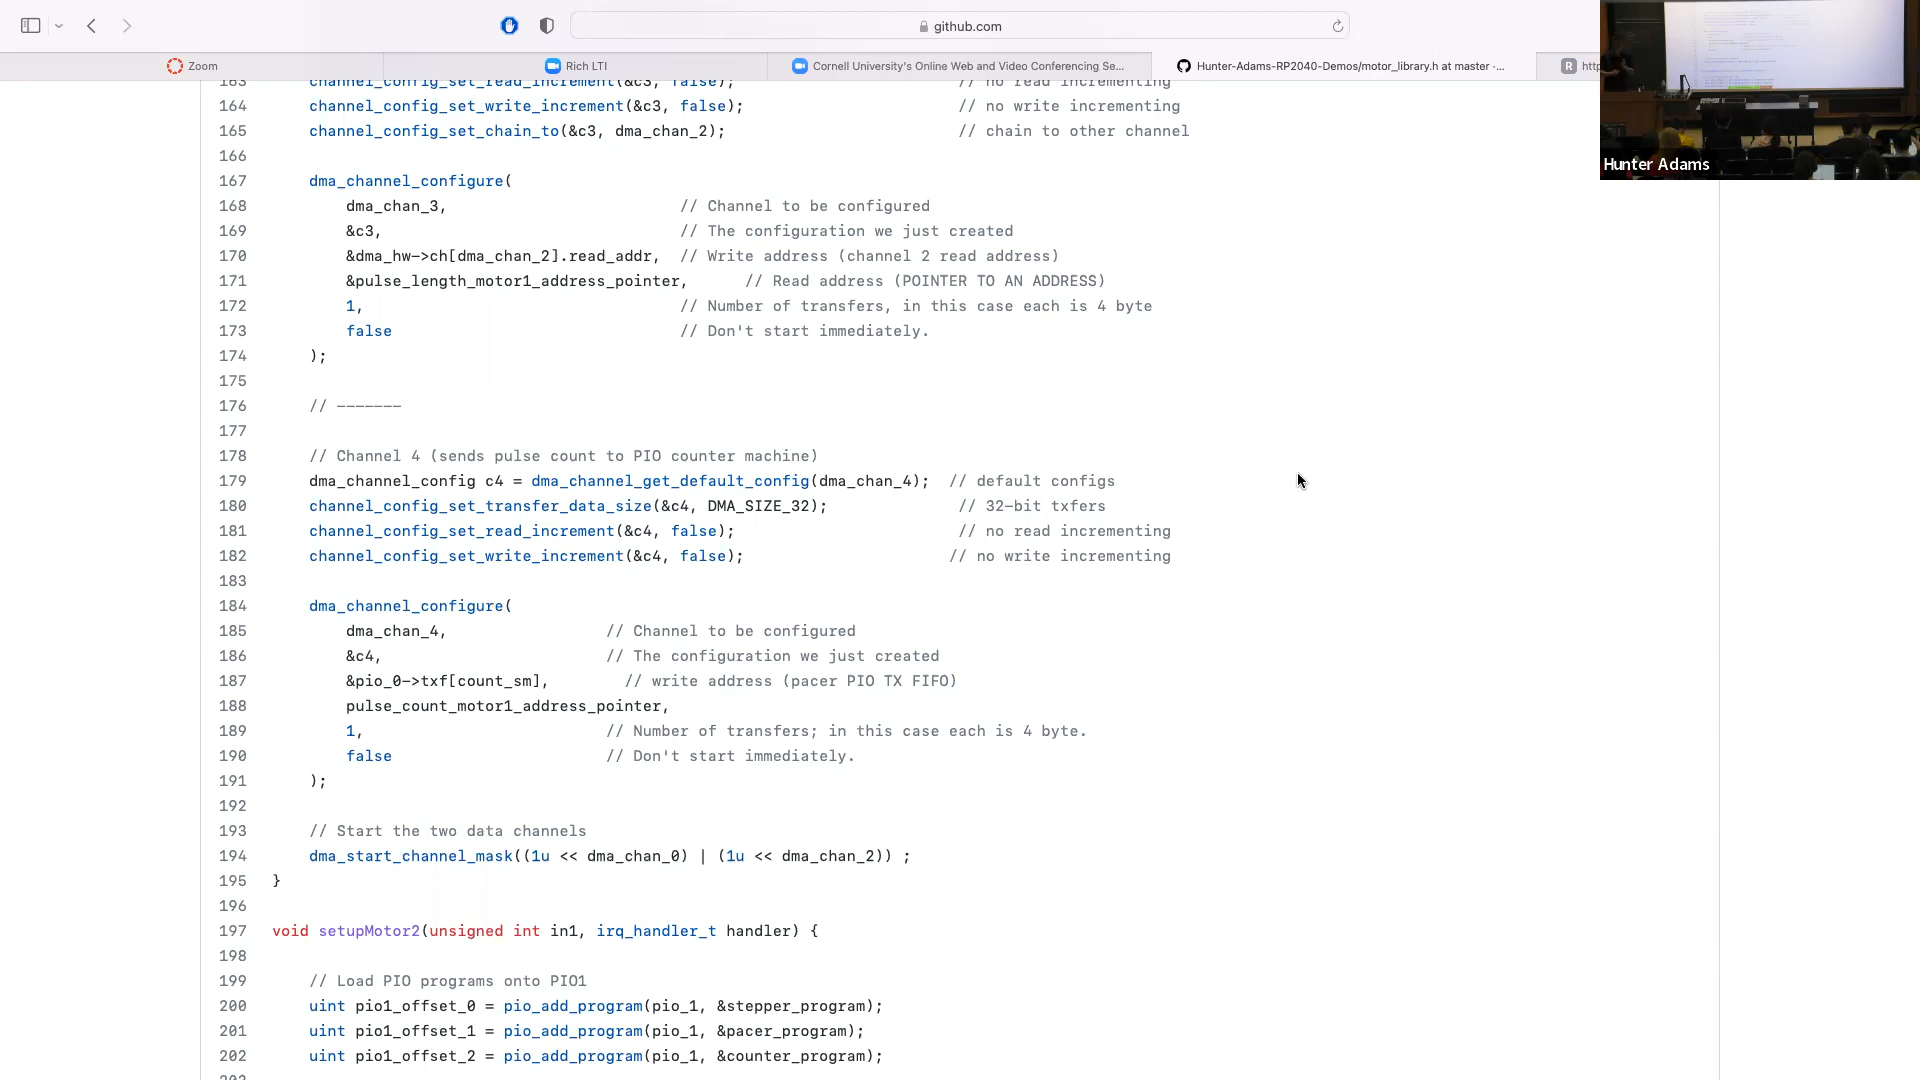 github.com
Zoom
Rich LTI
Cornell University's Online Web and Video Conferencing Se...
Hunter-Adams-RP2040-Demos/motor_library.h at master ·...
Hunter Adams
163 channel_config_set_read_increment(&c3, false); // no read incrementing
164 channel_config_set_write_increment(&c3, false); // no write incrementing
165 channel_config_set_chain_to(&c3, dma_chan_2); // chain to other channel
166
167 dma_channel_configure(
168 dma_chan_3, // Channel to be configured
169 &c3, // The configuration we just created
170 &dma_hw->ch[dma_chan_2].read_addr, // Write address (channel 2 read address)
171 &pulse_length_motor1_address_pointer, // Read address (POINTER TO AN ADDRESS)
172 1, // Number of transfers, in this case each is 4 byte
173 false // Don't start immediately.
174 );
175
176 // -------
177
178 // Channel 4 (sends pulse count to PIO counter machine)
179 dma_channel_config c4 = dma_channel_get_default_config(dma_chan_4); // default configs
180 channel_config_set_transfer_data_size(&c4, DMA_SIZE_32); // 32-bit txfers
181 channel_config_set_read_increment(&c4, false); // no read incrementing
182 channel_config_set_write_increment(&c4, false); // no write incrementing
183
184 dma_channel_configure(
185 dma_chan_4, // Channel to be configured
186 &c4, // The configuration we just created
187 &pio_0->txf[count_sm], // write address (pacer PIO TX FIFO)
188 pulse_count_motor1_address_pointer,
189 1, // Number of transfers; in this case each is 4 byte.
190 false // Don't start immediately.
191 );
192
193 // Start the two data channels
194 dma_start_channel_mask((1u << dma_chan_0) | (1u << dma_chan_2)) ;
195 }
196
197 void setupMotor2(unsigned int in1, irq_handler_t handler) {
198
199 // Load PIO programs onto PIO1
200 uint pio1_offset_0 = pio_add_program(pio_1, &stepper_program);
201 uint pio1_offset_1 = pio_add_program(pio_1, &pacer_program);
202 uint pio1_offset_2 = pio_add_program(pio_1, &counter_program);